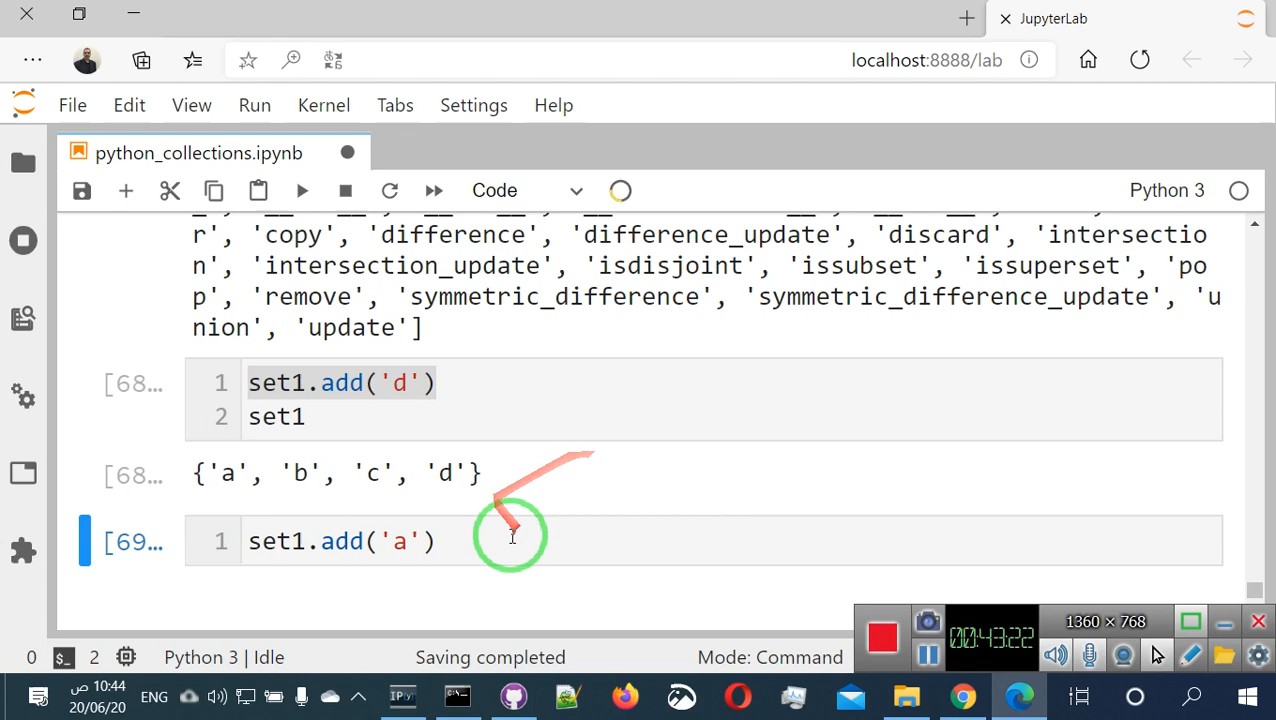 JupyterLab
localhost:8888/lab
File Edit View Run Kernel Tabs Settings Help
python_collections.ipynb
Code Python 3
r', 'copy', 'difference', 'difference_update', 'discard', 'intersectio
n', 'intersection_update', 'isdisjoint', 'issubset', 'issuperset', 'po
p', 'remove', 'symmetric_difference', 'symmetric_difference_update', 'u
nion', 'update']
[68… 1 set1.add('d')
2 set1
[68… {'a', 'b', 'c', 'd'}
[69… 1 set1.add('a')
1360 × 768
00:43:22
0 2 Python 3 | Idle Saving completed Mode: Command
10:44 ص
20/06/20
ENG
IPy